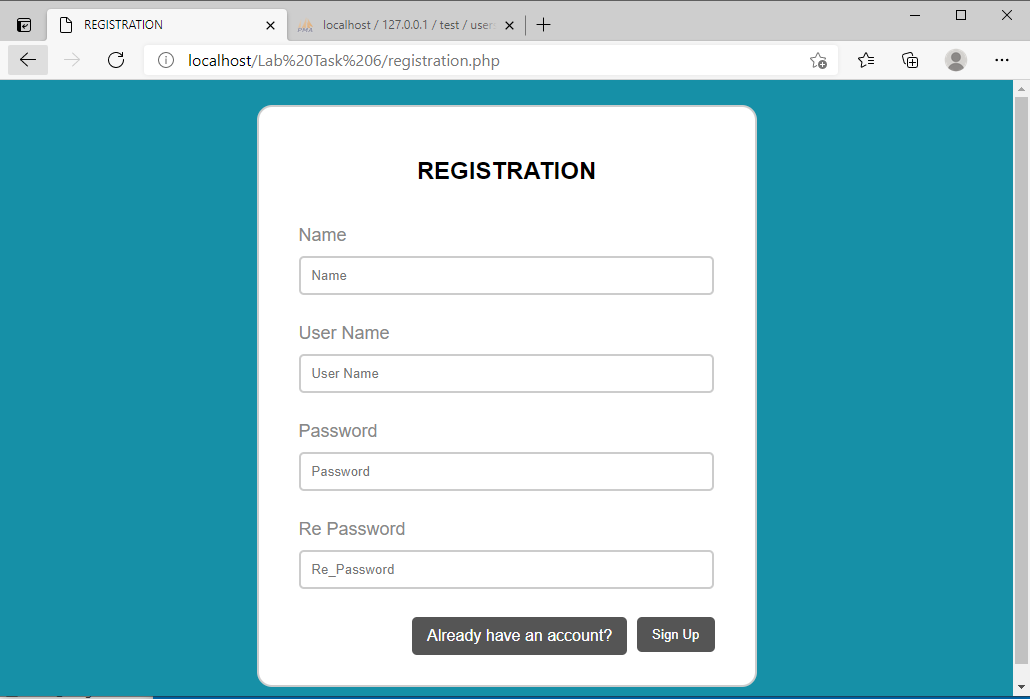 REGISTRATION
localhost / 127.0.0.1 / test / user
localhost/Lab%20Task%206/registration.php
REGISTRATION
Name
Name
User Name
User Name
Password
Password
Re Password
Re_Password
Already have an account?
Sign Up